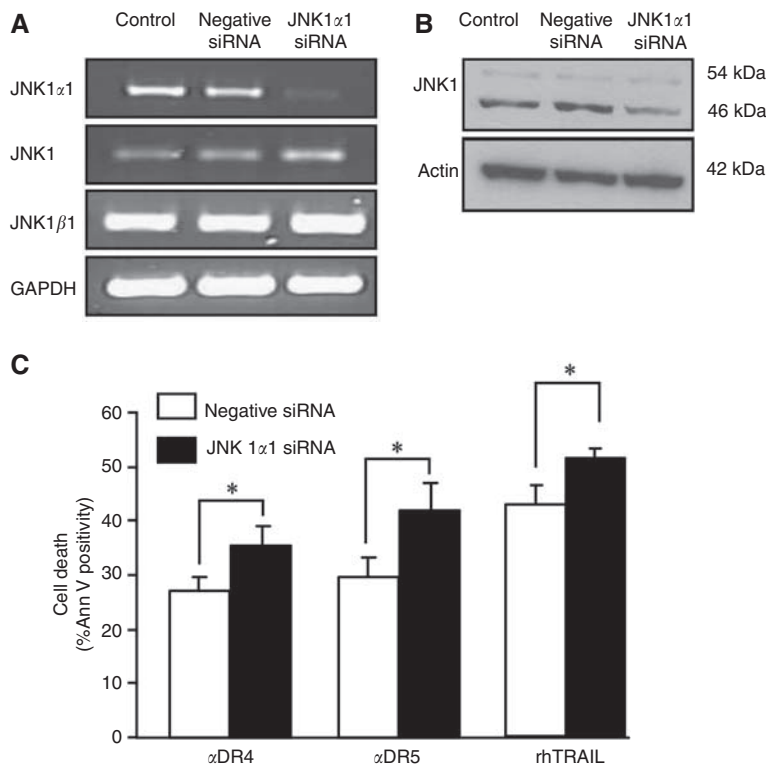 A
Control Negative siRNA JNK1α1 siRNA
JNK1α1
JNK1
JNK1β1
GAPDH
B
Control Negative siRNA JNK1α1 siRNA
JNK1
54 kDa
46 kDa
Actin
42 kDa
C
Negative siRNA
JNK 1α1 siRNA
Cell death
(%Ann V positivity)
60
50
40
30
20
10
0
*
*
*
αDR4
αDR5
rhTRAIL